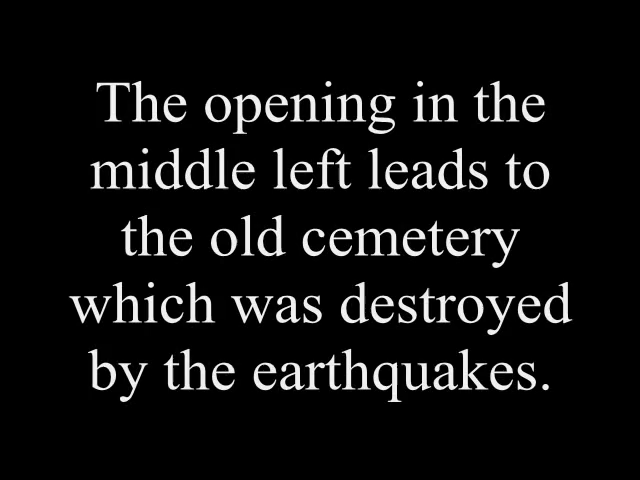 The opening in the
middle left leads to
the old cemetery
which was destroyed
by the earthquakes.